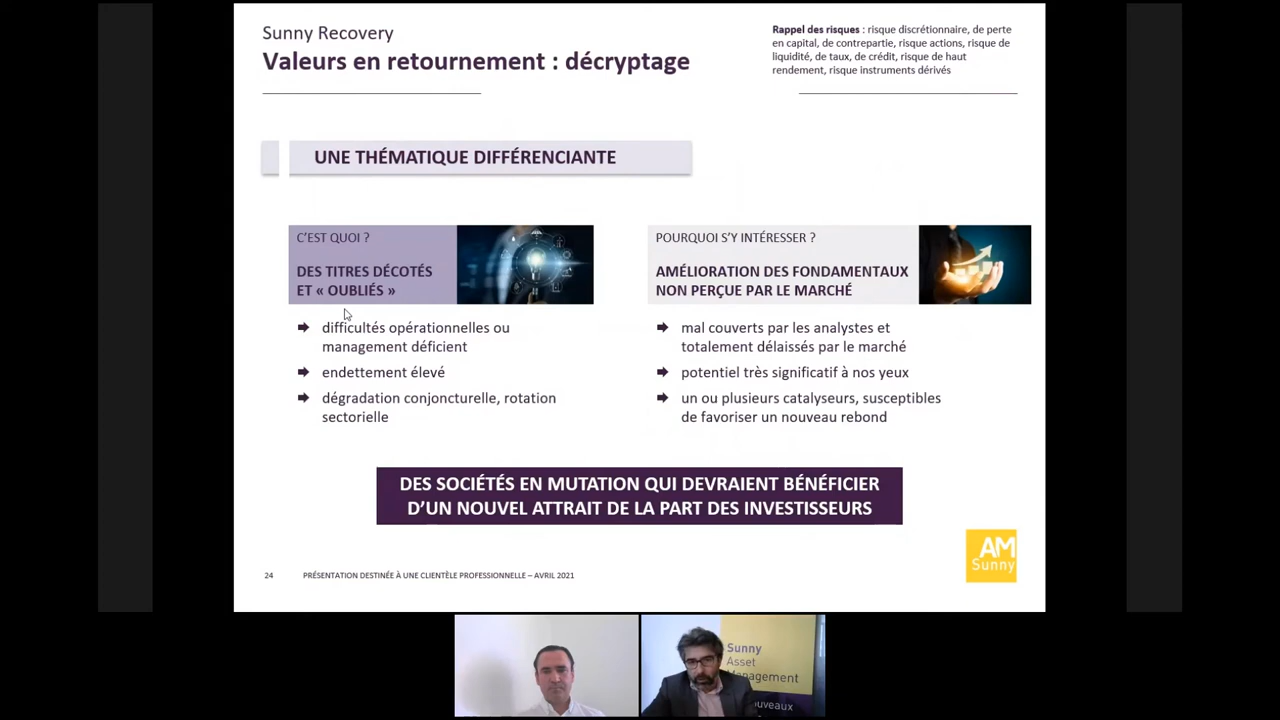 Sunny Recovery
Valeurs en retournement : décryptage
Rappel des risques : risque discrétionnaire, de perte
en capital, de contrepartie, risque actions, risque de
liquidité, de taux, de crédit, risque de haut
rendement, risque instruments dérivés
UNE THÉMATIQUE DIFFÉRENCIANTE
C'EST QUOI ?
DES TITRES DÉCOTÉS
ET « OUBLIÉS »
difficultés opérationnelles ou
management déficient
endettement élevé
dégradation conjoncturelle, rotation
sectorielle
POURQUOI S'Y INTÉRESSER ?
AMÉLIORATION DES FONDAMENTAUX
NON PERÇUE PAR LE MARCHÉ
mal couverts par les analystes et
totalement délaissés par le marché
potentiel très significatif à nos yeux
un ou plusieurs catalyseurs, susceptibles
de favoriser un nouveau rebond
DES SOCIÉTÉS EN MUTATION QUI DEVRAIENT BÉNÉFICIER
D'UN NOUVEL ATTRAIT DE LA PART DES INVESTISSEURS
AM
Sunny
24 PRÉSENTATION DESTINÉE À UNE CLIENTÈLE PROFESSIONNELLE – AVRIL 2021
Sunny
Asset
Management